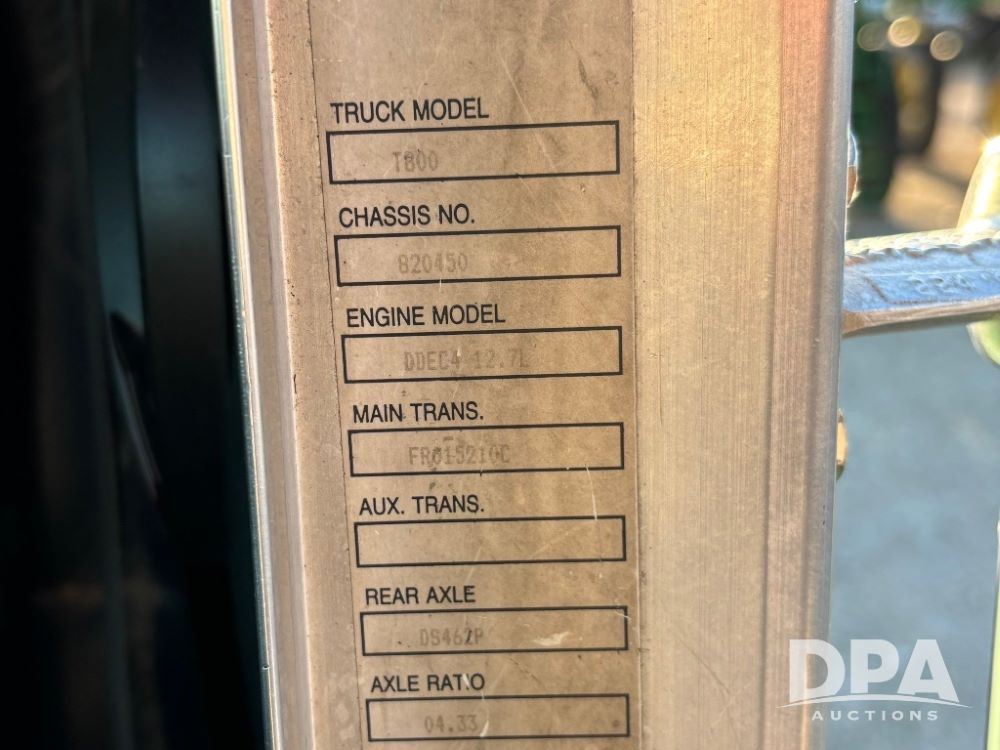 TRUCK MODEL
T800
CHASSIS NO.
820450
ENGINE MODEL
DDEC4 12.7L
MAIN TRANS.
FRO15210C
AUX. TRANS.
REAR AXLE
DS462P
AXLE RATIO
04.33
DPA
AUCTIONS